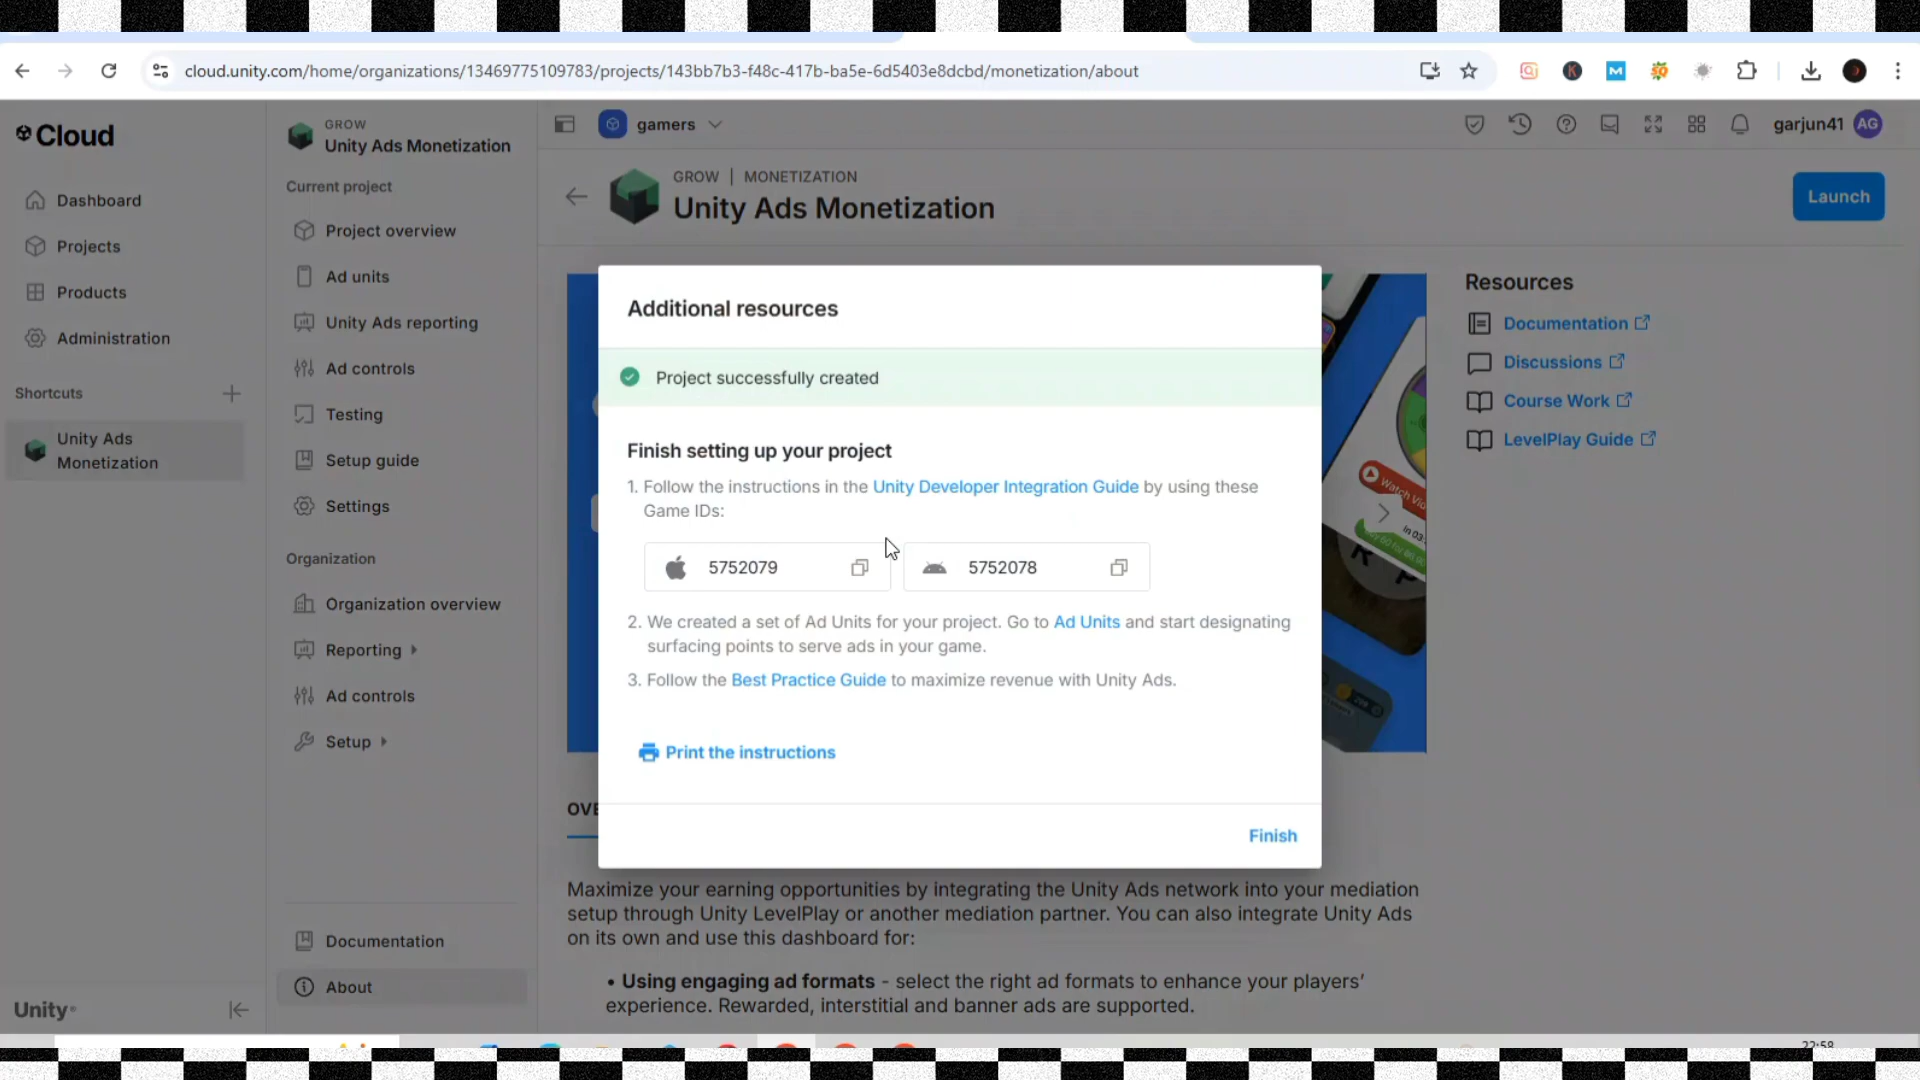 cloud.unity.com/home/organizations/13469775109783/projects/143bb7b3-f48c-417b-ba5e-6d5403e8dcbd/monetization/about
Cloud
Dashboard
Projects
Products
Administration
Shortcuts
Unity Ads
Monetization
Unity
GROW
Unity Ads Monetization
Current project
Project overview
Ad units
Unity Ads reporting
Ad controls
Testing
Setup guide
Settings
Organization
Organization overview
Reporting
Ad controls
Setup
Documentation
About
gamers
garjun41 AG
GROW | MONETIZATION
Unity Ads Monetization
Launch
Resources
Documentation
Discussions
Course Work
LevelPlay Guide
Additional resources
Project successfully created
Finish setting up your project
1. Follow the instructions in the Unity Developer Integration Guide by using these
Game IDs:
5752079
5752078
2. We created a set of Ad Units for your project. Go to Ad Units and start designating
surfacing points to serve ads in your game.
3. Follow the Best Practice Guide to maximize revenue with Unity Ads.
Print the instructions
Finish
Maximize your earning opportunities by integrating the Unity Ads network into your mediation
setup through Unity LevelPlay or another mediation partner. You can also integrate Unity Ads
on its own and use this dashboard for:
• Using engaging ad formats - select the right ad formats to enhance your players'
experience. Rewarded, interstitial and banner ads are supported.
22:58